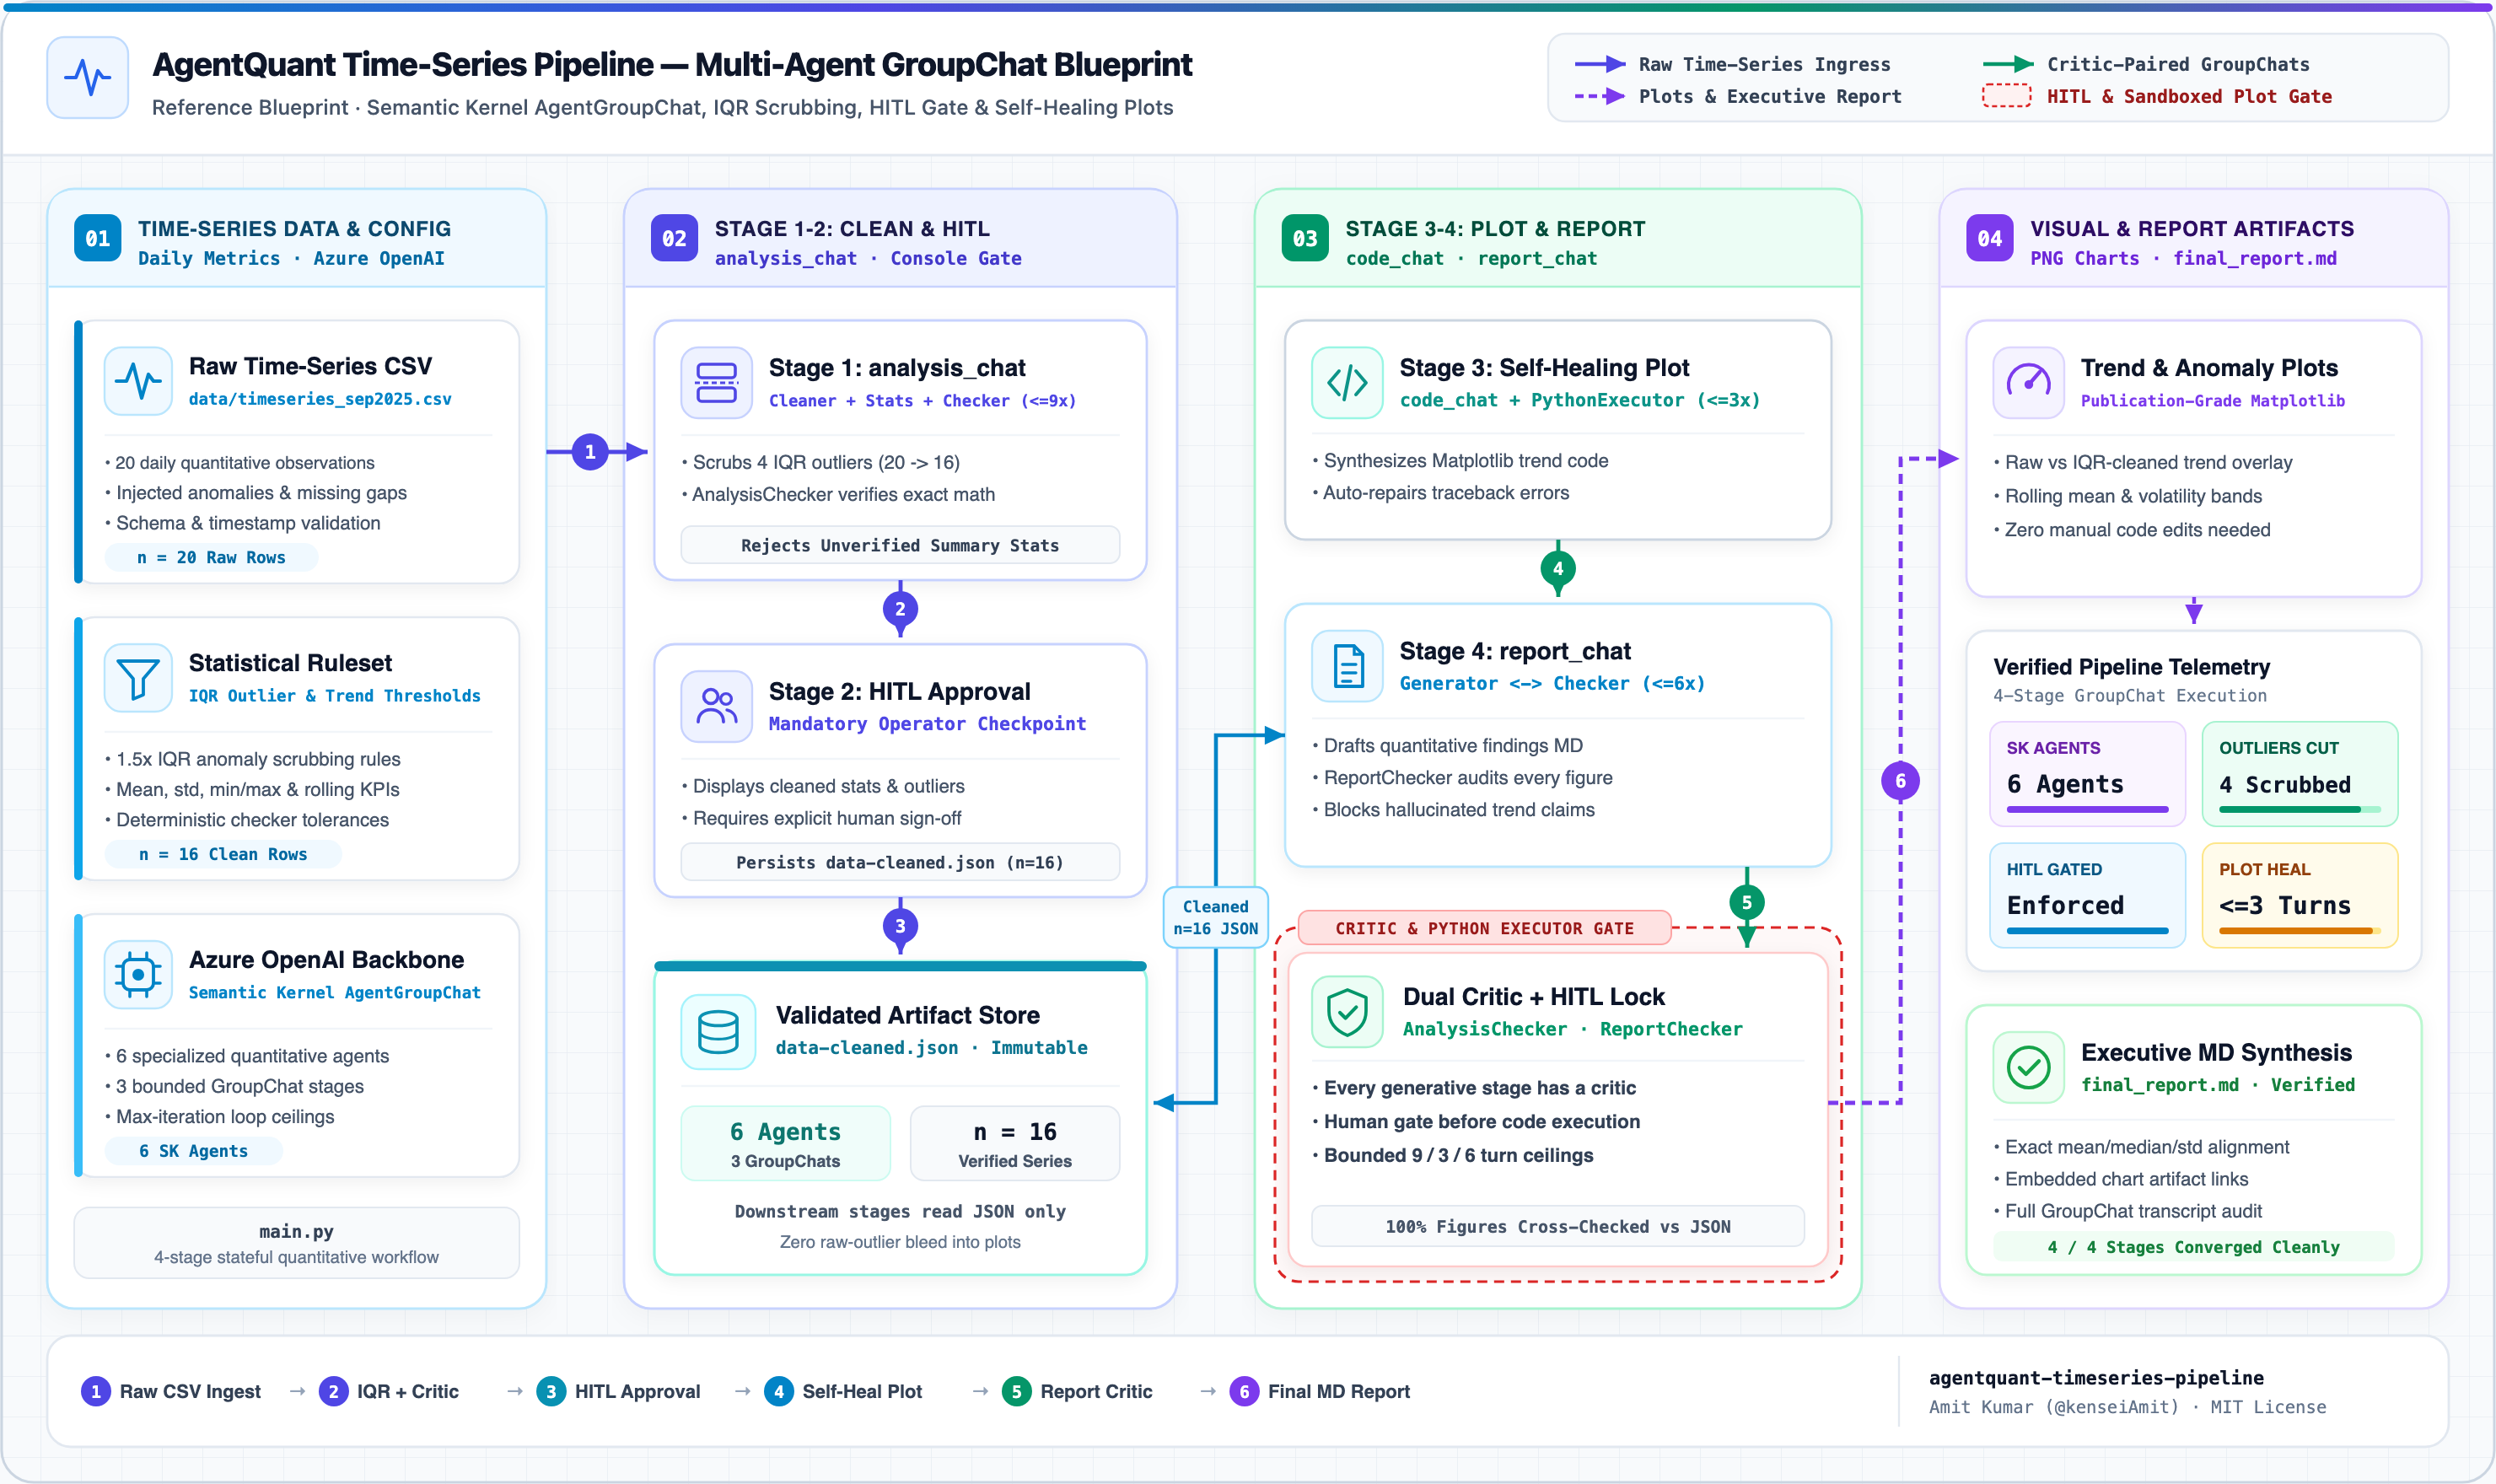 AgentQuant Time-Series Pipeline — Multi-Agent GroupChat Blueprint
Reference Blueprint · Semantic Kernel AgentGroupChat, IQR Scrubbing, HITL Gate & Self-Healing Plots
Raw Time-Series Ingress
Critic-Paired GroupChats
Plots & Executive Report
HITL & Sandboxed Plot Gate
01
TIME-SERIES DATA & CONFIG
Daily Metrics · Azure OpenAI
Raw Time-Series CSV
data/timeseries_sep2025.csv
• 20 daily quantitative observations
• Injected anomalies & missing gaps
• Schema & timestamp validation
n = 20 Raw Rows
Statistical Ruleset
IQR Outlier & Trend Thresholds
• 1.5x IQR anomaly scrubbing rules
• Mean, std, min/max & rolling KPIs
• Deterministic checker tolerances
n = 16 Clean Rows
Azure OpenAI Backbone
Semantic Kernel AgentGroupChat
• 6 specialized quantitative agents
• 3 bounded GroupChat stages
• Max-iteration loop ceilings
6 SK Agents
main.py
4-stage stateful quantitative workflow
1
02
STAGE 1-2: CLEAN & HITL
analysis_chat · Console Gate
Stage 1: analysis_chat
Cleaner + Stats + Checker (<=9x)
• Scrubs 4 IQR outliers (20 -> 16)
• AnalysisChecker verifies exact math
Rejects Unverified Summary Stats
2
Stage 2: HITL Approval
Mandatory Operator Checkpoint
• Displays cleaned stats & outliers
• Requires explicit human sign-off
Persists data-cleaned.json (n=16)
3
Validated Artifact Store
data-cleaned.json · Immutable
6 Agents
3 GroupChats
n = 16
Verified Series
Downstream stages read JSON only
Zero raw-outlier bleed into plots
Cleaned
n=16 JSON
03
STAGE 3-4: PLOT & REPORT
code_chat · report_chat
Stage 3: Self-Healing Plot
code_chat + PythonExecutor (<=3x)
• Synthesizes Matplotlib trend code
• Auto-repairs traceback errors
4
Stage 4: report_chat
Generator <-> Checker (<=6x)
• Drafts quantitative findings MD
• ReportChecker audits every figure
• Blocks hallucinated trend claims
5
CRITIC & PYTHON EXECUTOR GATE
Dual Critic + HITL Lock
AnalysisChecker · ReportChecker
• Every generative stage has a critic
• Human gate before code execution
• Bounded 9 / 3 / 6 turn ceilings
100% Figures Cross-Checked vs JSON
6
04
VISUAL & REPORT ARTIFACTS
PNG Charts · final_report.md
Trend & Anomaly Plots
Publication-Grade Matplotlib
• Raw vs IQR-cleaned trend overlay
• Rolling mean & volatility bands
• Zero manual code edits needed
Verified Pipeline Telemetry
4-Stage GroupChat Execution
SK AGENTS
6 Agents
OUTLIERS CUT
4 Scrubbed
HITL GATED
Enforced
PLOT HEAL
<=3 Turns
Executive MD Synthesis
final_report.md · Verified
• Exact mean/median/std alignment
• Embedded chart artifact links
• Full GroupChat transcript audit
4 / 4 Stages Converged Cleanly
1 Raw CSV Ingest → 2 IQR + Critic → 3 HITL Approval → 4 Self-Heal Plot → 5 Report Critic → 6 Final MD Report
agentquant-timeseries-pipeline
Amit Kumar (@kenseiAmit) · MIT License